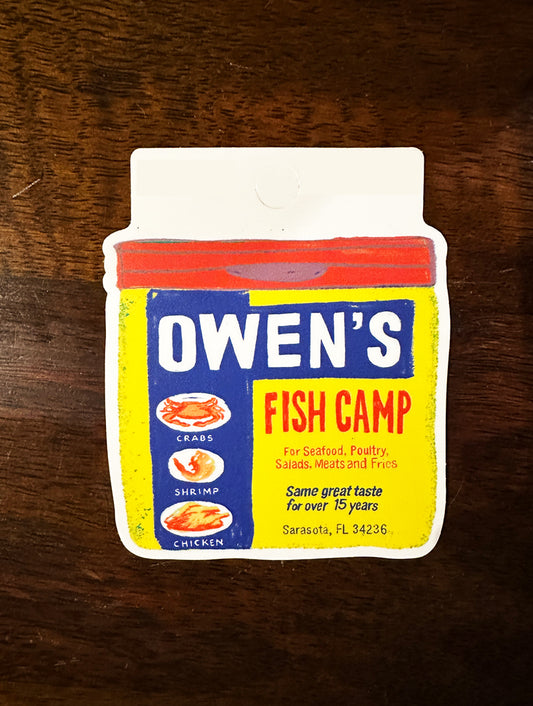 OWEN'S
FISH CAMP
For Seafood, Poultry,
Salads, Meats and Fries
Same great taste
for over 15 years
Sarasota, FL 34236
CRABS
SHRIMP
CHICKEN